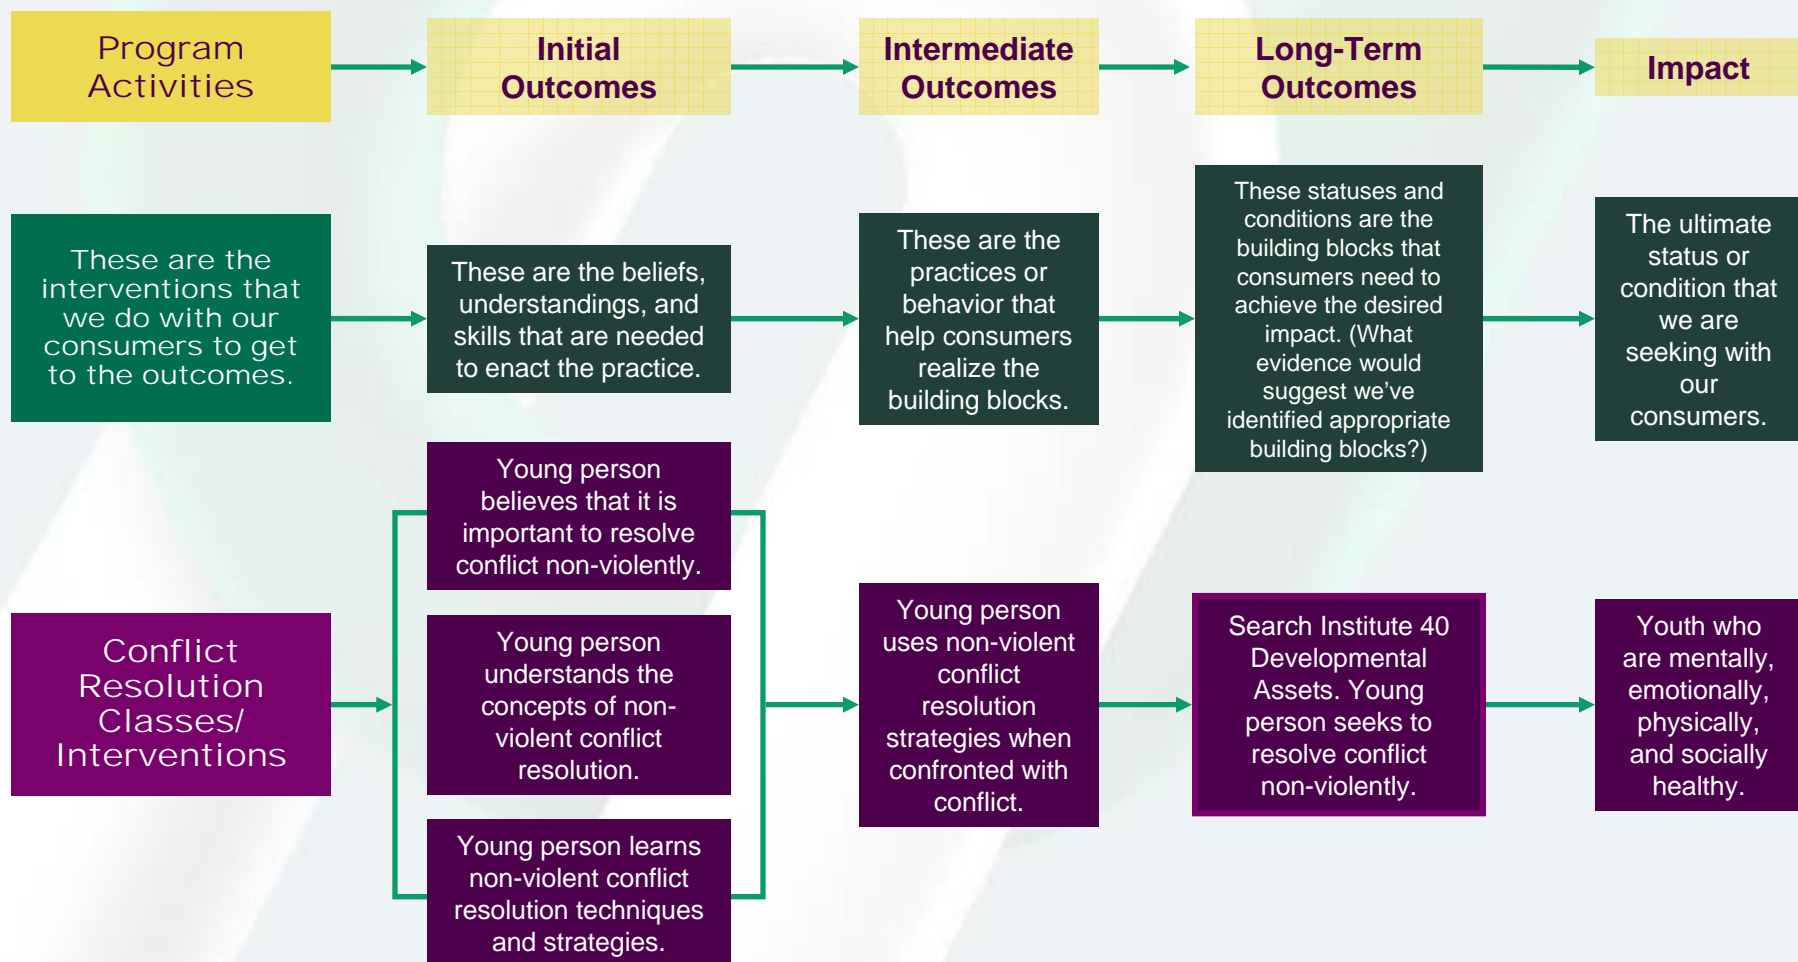 Program
Activities
Initial
Outcomes
Intermediate
Outcomes
Long-Term
Outcomes
Impact
These are the
interventions that
we do with our
consumers to get
to the outcomes.
These are the beliefs,
understandings, and
skills that are needed
to enact the practice.
These are the
practices or
behavior that
help consumers
realize the
building blocks.
These statuses and
conditions are the
building blocks that
consumers need to
achieve the desired
impact. (What
evidence would
suggest we’ve
identified appropriate
building blocks?)
The ultimate
status or
condition that
we are
seeking with
our
consumers.
Conflict
Resolution
Classes/
Interventions
Young person
believes that it is
important to resolve
conflict non-violently.
Young person
understands the
concepts of non-
violent conflict
resolution.
Young person learns
non-violent conflict
resolution techniques
and strategies.
Young person
uses non-violent
conflict
resolution
strategies when
confronted with
conflict.
Search Institute 40
Developmental
Assets. Young
person seeks to
resolve conflict
non-violently.
Youth who
are mentally,
emotionally,
physically,
and socially
healthy.